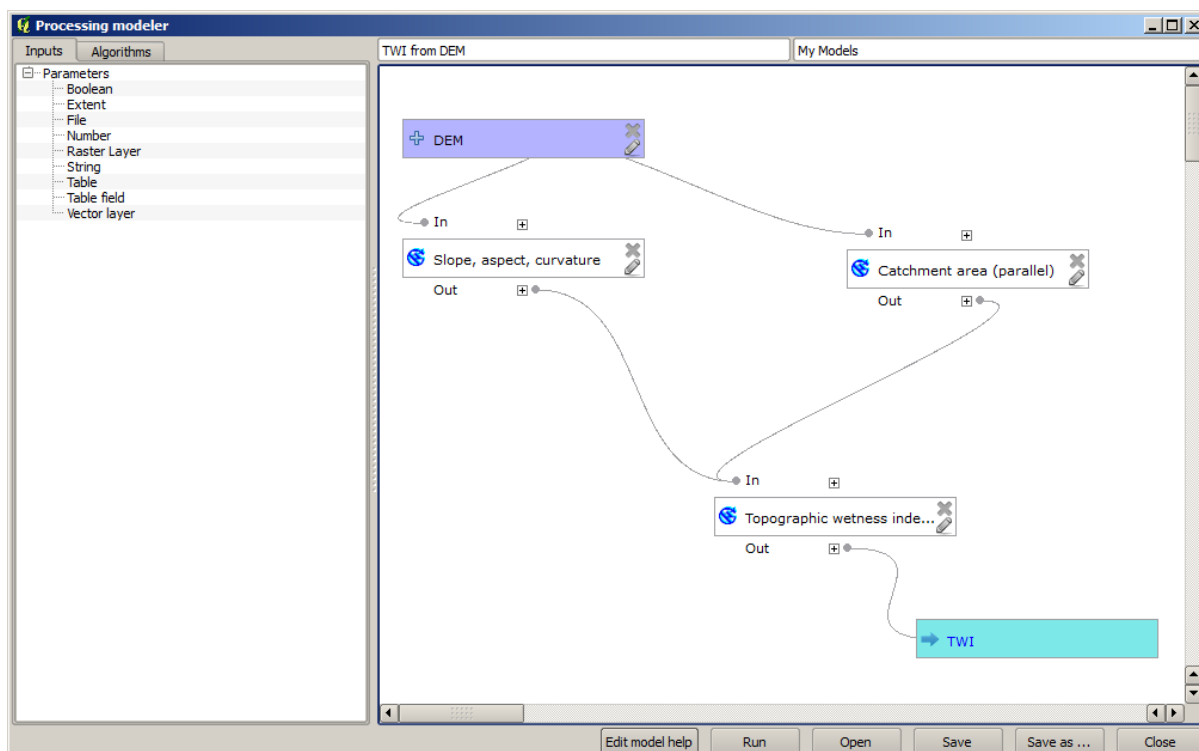 Processing modeler
Inputs
Algorithms
TWI from DEM
My Models
Parameters
Boolean
Extent
File
Number
Raster Layer
String
Table
Table field
Vector layer
DEM
In
Slope, aspect, curvature
Out
In
Catchment area (parallel)
Out
In
Topographic wetness inde...
Out
TWI
Edit model help
Run
Open
Save
Save as ...
Close